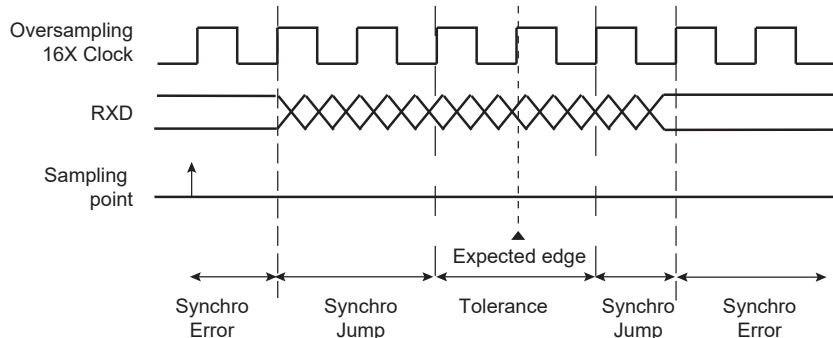 Oversampling
16X Clock
RXD
Sampling
point
Expected edge
Synchro
Error
Synchro
Jump
Tolerance
Synchro
Jump
Synchro
Error